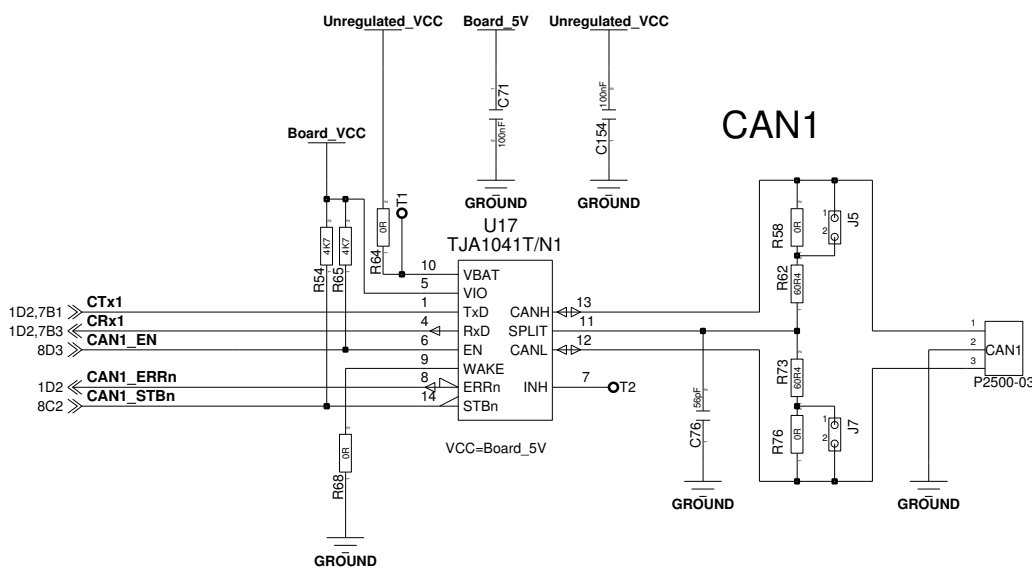 Unregulated_VCC
Board_5V
Unregulated_VCC
C71
100nF
100nF
C154
CAN1
Board_VCC
T1
GROUND
GROUND
U17
TJA1041T/N1
R54
4K7
R65
4K7
R64
0R
10
VBAT
5
VIO
1D2,7B1
CTx1
1
TxD
CANH
13
1D2,7B3
CRx1
4
RxD
SPLIT
11
8D3
CAN1_EN
6
EN
CANL
12
9
WAKE
1D2
CAN1_ERRn
8
ERRn
INH
7
T2
8C2
CAN1_STBn
14
STBn
VCC=Board_5V
R68
0R
GROUND
C76
56pF
GROUND
R58
0R
1
2
J5
R62
60R4
R73
60R4
R76
0R
1
2
J7
GROUND
1
2
3
CAN1
P2500-03